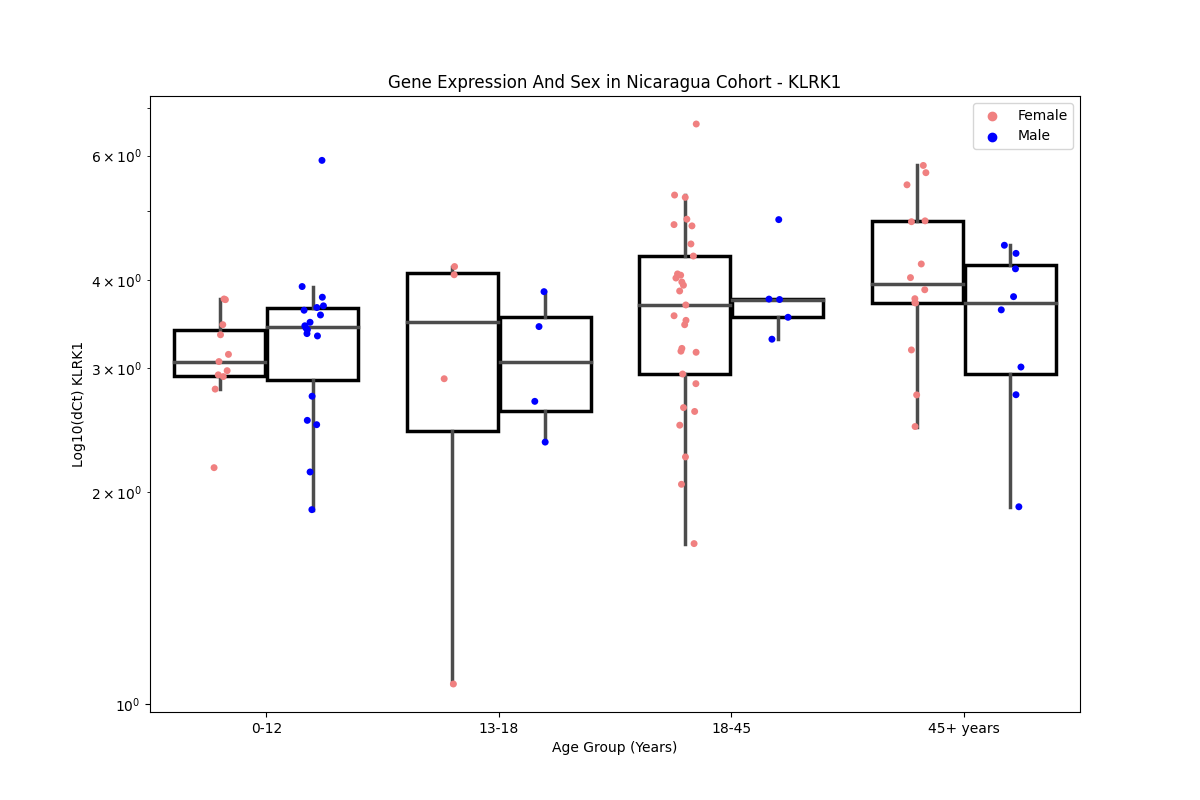 Gene Expression And Sex in Nicaragua Cohort - KLRK1
Female
Male
6 × 10⁰
4 × 10⁰
3 × 10⁰
2 × 10⁰
10⁰
Log10(dCt) KLRK1
0-12
13-18
18-45
45+ years
Age Group (Years)